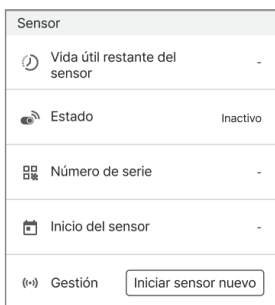 Sensor
Vida útil restante del
sensor
-
Estado
Inactivo
Número de serie
-
Inicio del sensor
-
Gestión
Iniciar sensor nuevo